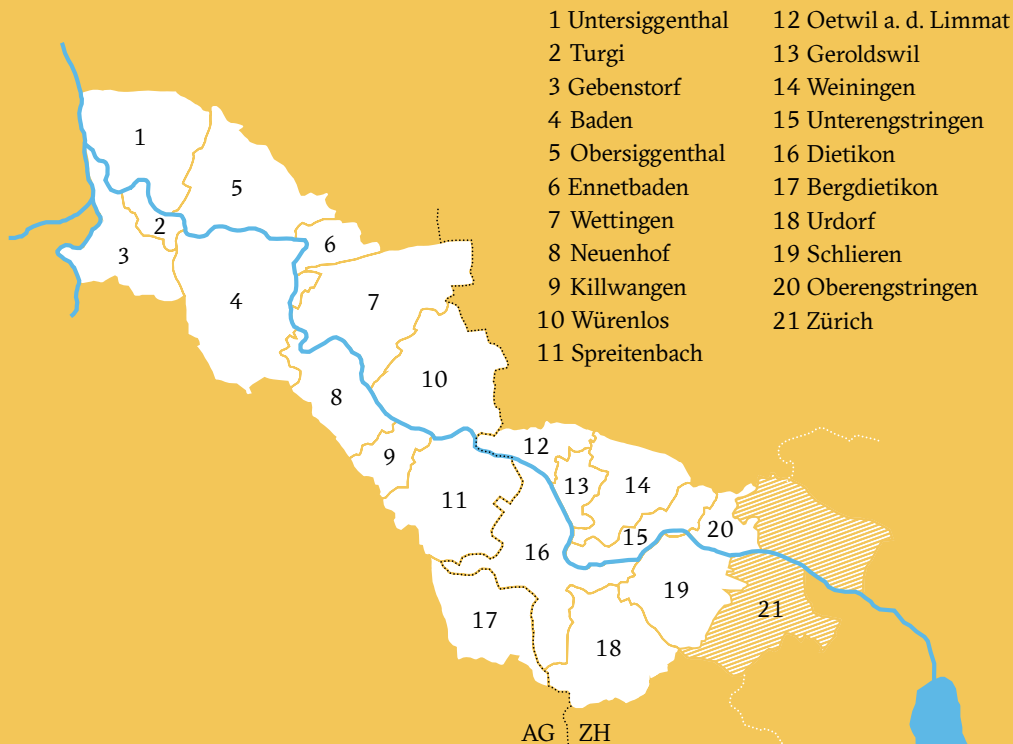 1 Untersiggenthal
2 Turgi
3 Gebenstorf
4 Baden
5 Obersiggenthal
6 Ennetbaden
7 Wettingen
8 Neuenhof
9 Killwangen
10 Würenlos
11 Spreitenbach
12 Oetwil a. d. Limmat
13 Geroldswil
14 Weiningen
15 Unterengstringen
16 Dietikon
17 Bergdietikon
18 Urdorf
19 Schlieren
20 Oberengstringen
21 Zürich
1
5
2
6
3
4
7
10
8
9
12
13
14
11
15
20
16
19
21
17
18
AG ZH